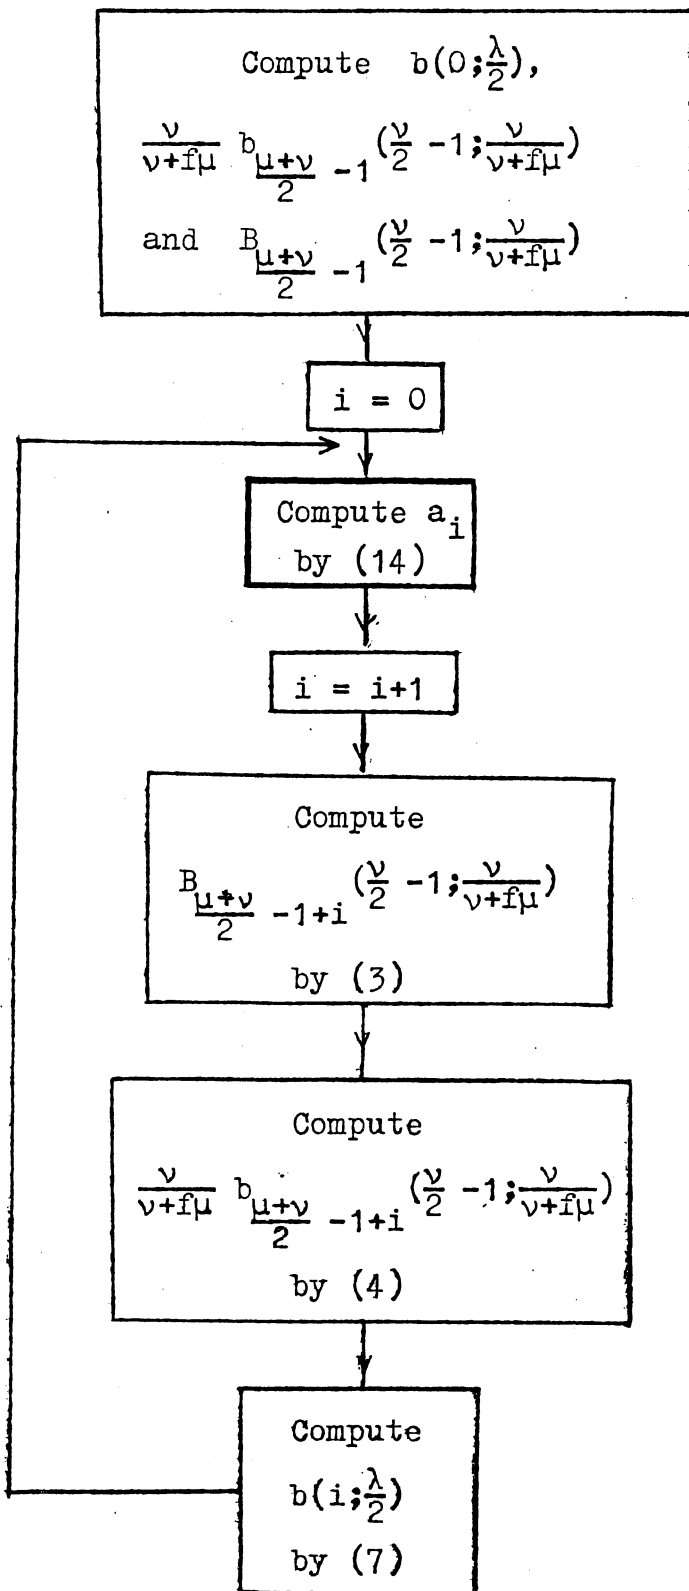 Compute b(0;λ/2),
ν/(ν+fμ) b_{(μ+ν)/2 -1}(ν/2 -1;ν/(ν+fμ))
and B_{(μ+ν)/2 -1}(ν/2 -1;ν/(ν+fμ))
i = 0
Compute a_i
by (14)
i = i+1
Compute
B_{(μ+ν)/2 -1+i}(ν/2 -1;ν/(ν+fμ))
by (3)
Compute
ν/(ν+fμ) b_{(μ+ν)/2 -1+i}(ν/2 -1;ν/(ν+fμ))
by (4)
Compute
b(i;λ/2)
by (7)